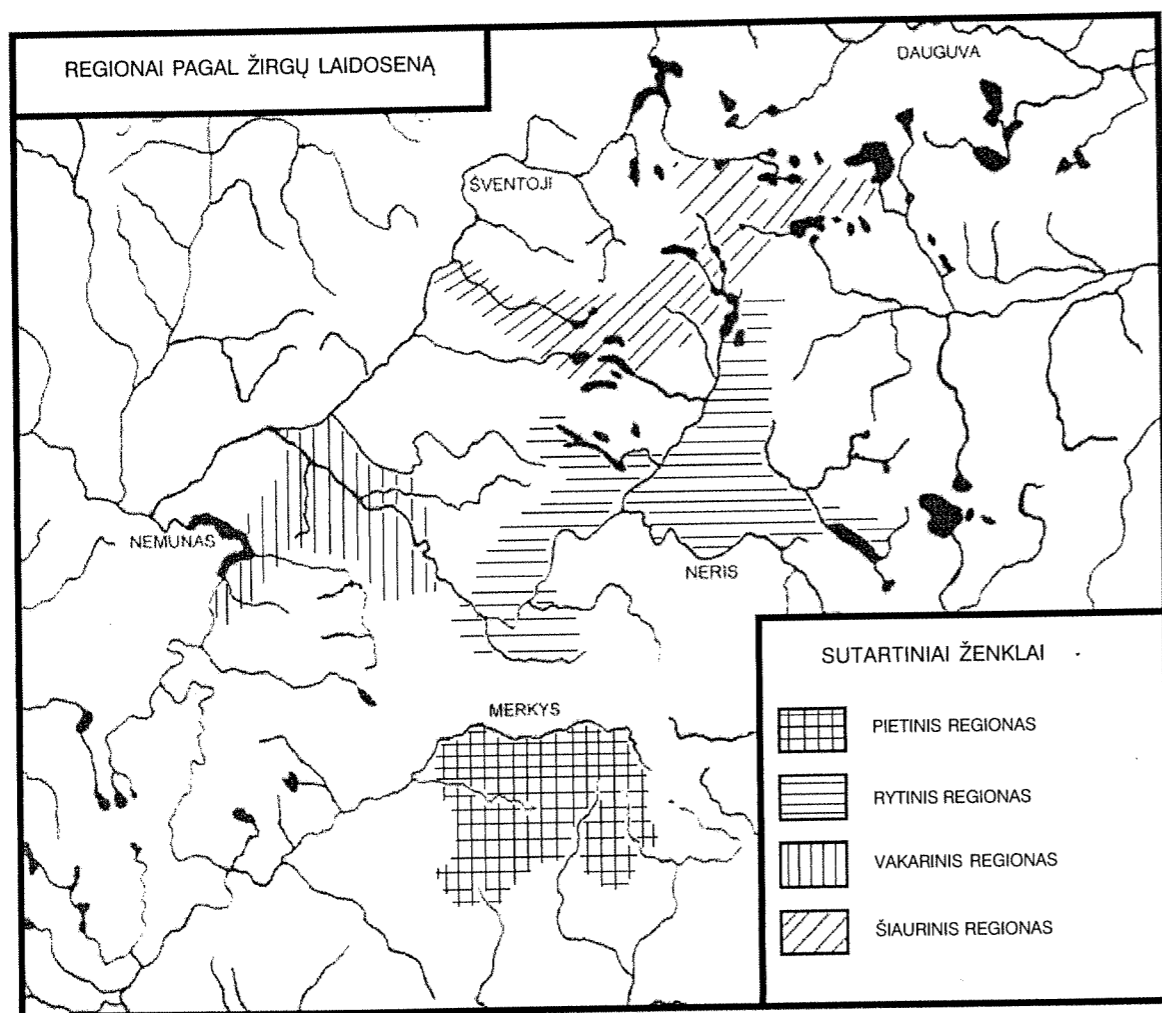 REGIONAI PAGAL ŽIRGŲ LAIDOSENĄ
DAUGUVA
ŠVENTOJI
NEMUNAS
NERIS
MERKYS
SUTARTINIAI ŽENKLAI
PIETINIS REGIONAS
RYTINIS REGIONAS
VAKARINIS REGIONAS
ŠIAURINIS REGIONAS